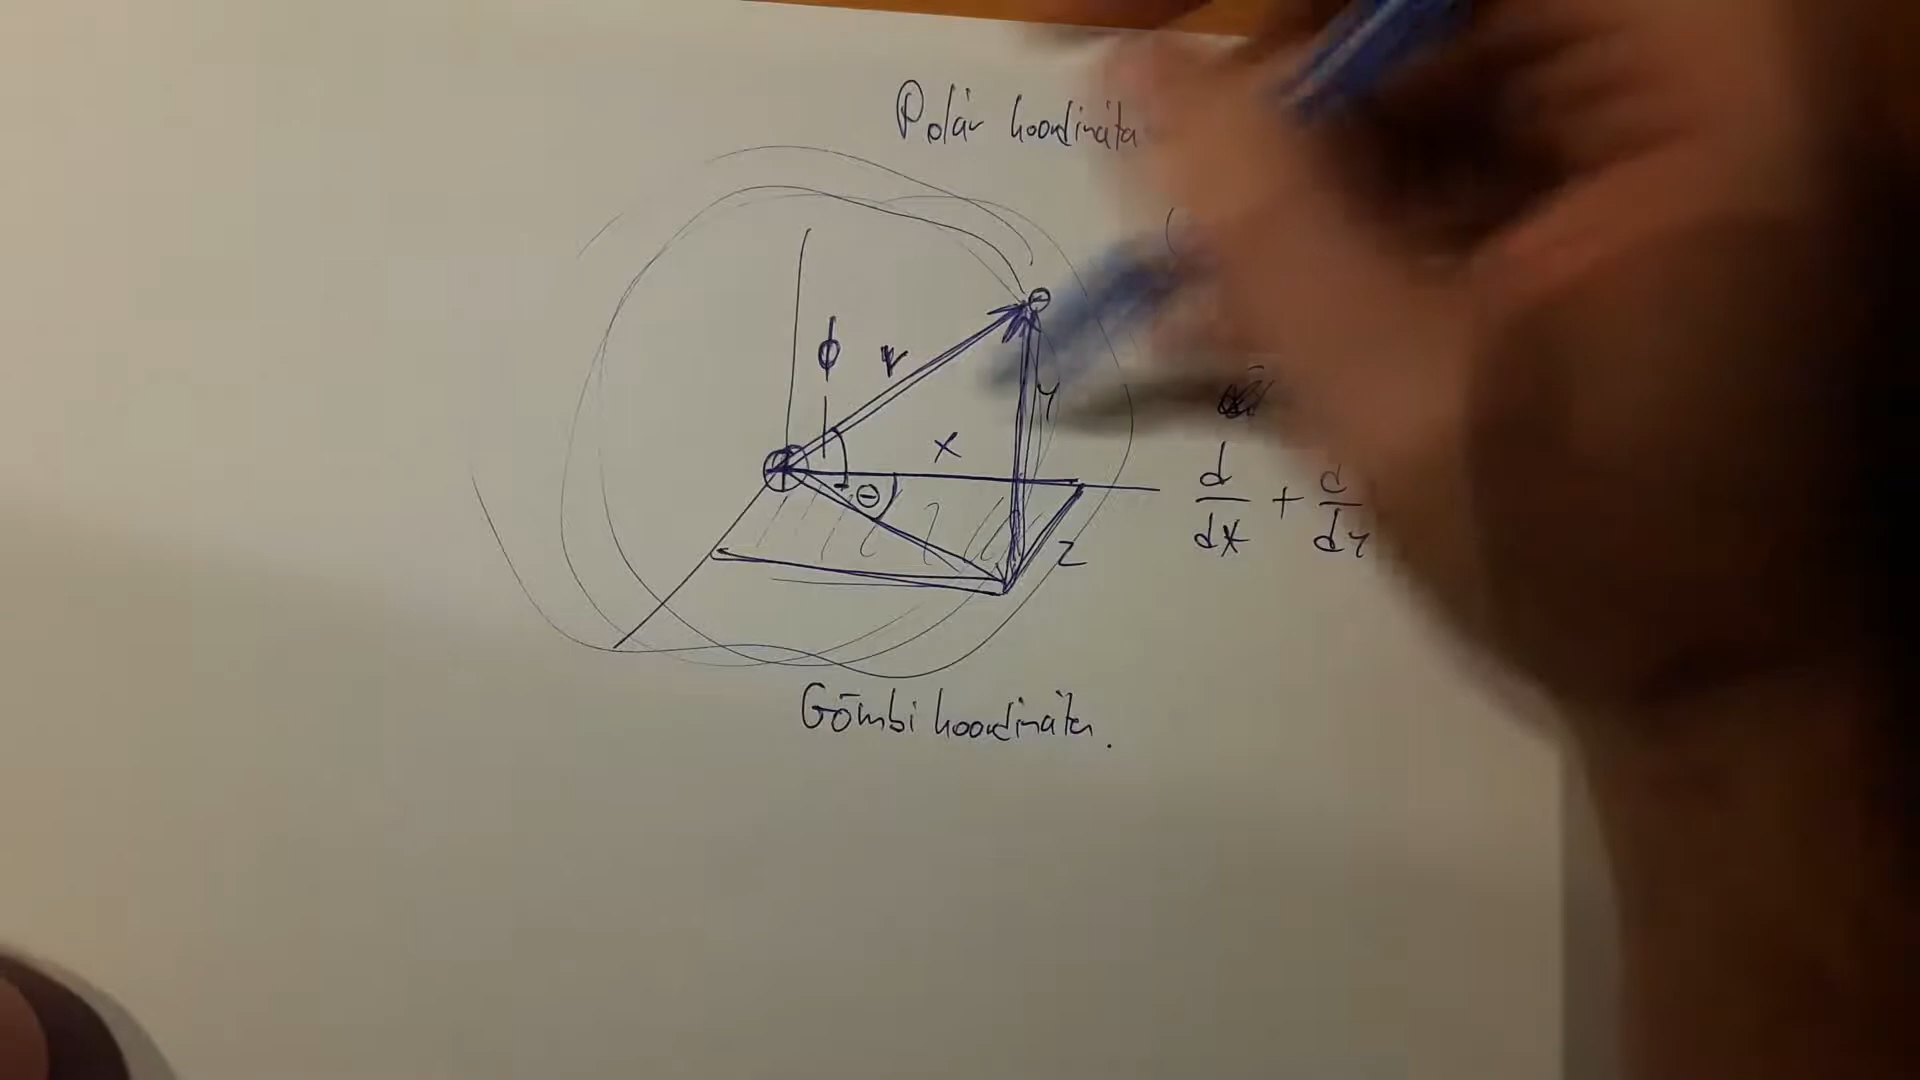 Polár koordináta
ϕ
r
Y
X
Θ
d/dx + d/dy
Z
Gömbi koordináta.